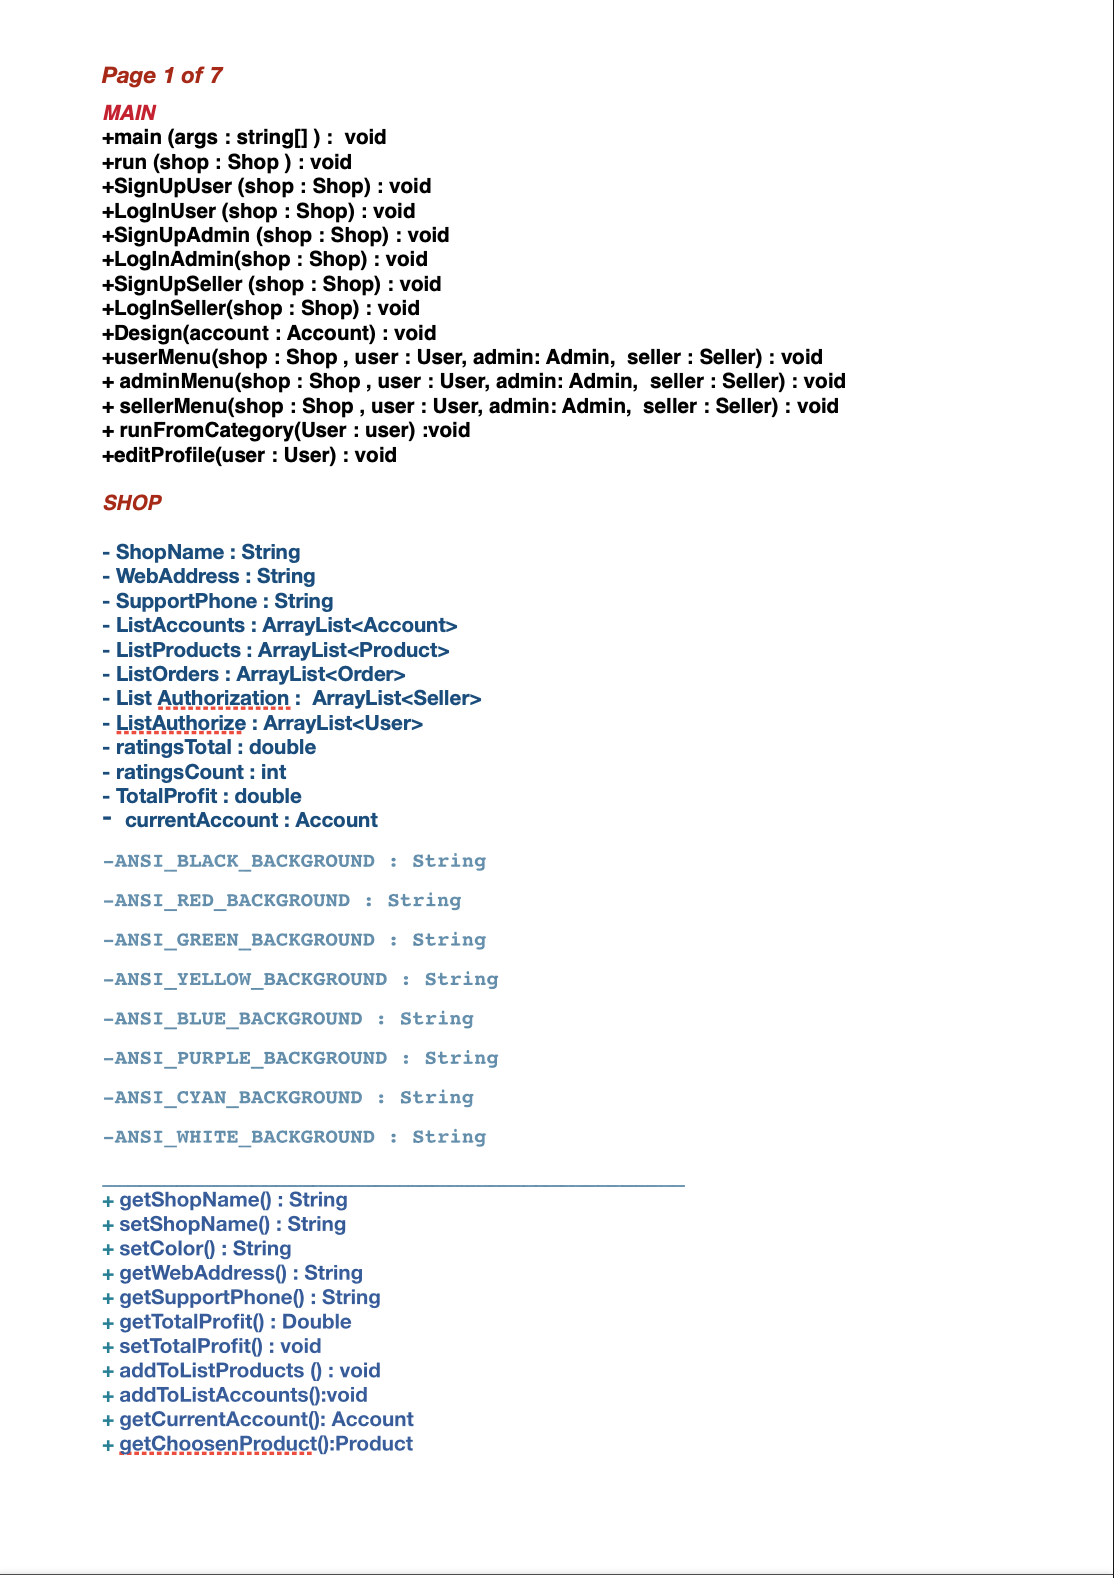 Page 1 of 7
MAIN
+main (args : string[] ) :  void
+run (shop : Shop ) : void
+SignUpUser (shop : Shop) : void
+LogInUser (shop : Shop) : void
+SignUpAdmin (shop : Shop) : void
+LogInAdmin(shop : Shop) : void
+SignUpSeller (shop : Shop) : void
+LogInSeller(shop : Shop) : void
+Design(account : Account) : void
+userMenu(shop : Shop , user : User, admin: Admin,  seller : Seller) : void
+ adminMenu(shop : Shop , user : User, admin: Admin,  seller : Seller) : void
+ sellerMenu(shop : Shop , user : User, admin: Admin,  seller : Seller) : void
+ runFromCategory(User : user) :void
+editProfile(user : User) : void
SHOP
- ShopName : String
- WebAddress : String
- SupportPhone : String
- ListAccounts : ArrayList<Account>
- ListProducts : ArrayList<Product>
- ListOrders : ArrayList<Order>
- List Authorization :  ArrayList<Seller>
- ListAuthorize : ArrayList<User>
- ratingsTotal : double
- ratingsCount : int
- TotalProfit : double
-  currentAccount : Account
-ANSI_BLACK_BACKGROUND : String
-ANSI_RED_BACKGROUND : String
-ANSI_GREEN_BACKGROUND : String
-ANSI_YELLOW_BACKGROUND : String
-ANSI_BLUE_BACKGROUND : String
-ANSI_PURPLE_BACKGROUND : String
-ANSI_CYAN_BACKGROUND : String
-ANSI_WHITE_BACKGROUND : String
+ getShopName() : String
+ setShopName() : String
+ setColor() : String
+ getWebAddress() : String
+ getSupportPhone() : String
+ getTotalProfit() : Double
+ setTotalProfit() : void
+ addToListProducts () : void
+ addToListAccounts():void
+ getCurrentAccount(): Account
+ getChoosenProduct():Product